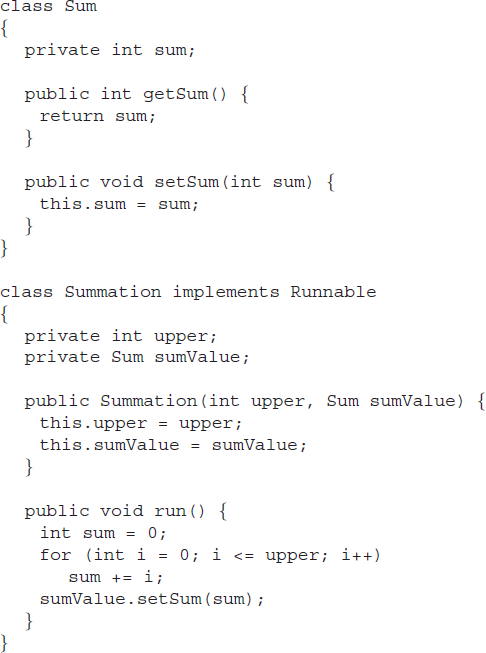 class Sum
{
private int sum;
public int getSum() {
return sum;
}
public void setSum(int sum) {
this.sum = sum;
}
}
class Summation implements Runnable
{
private int upper;
private Sum sumValue;
public Summation(int upper, Sum sumValue) {
this.upper = upper;
this.sumValue = sumValue;
}
public void run() {
int sum = 0;
for (int i = 0; i <= upper; i++)
sum += i;
sumValue.setSum(sum);
}
}